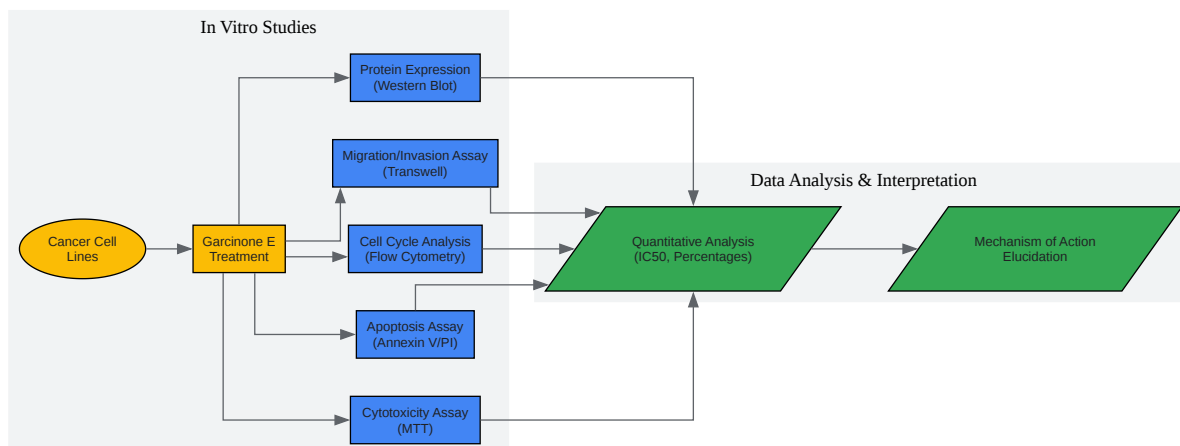 In Vitro Studies
Protein Expression
(Western Blot)
Migration/Invasion Assay
(Transwell)
Data Analysis & Interpretation
Cancer Cell
Lines
Garcinone E
Treatment
Cell Cycle Analysis
(Flow Cytometry)
Quantitative Analysis
(IC50, Percentages)
Mechanism of Action
Elucidation
Apoptosis Assay
(Annexin V/PI)
Cytotoxicity Assay
(MTT)